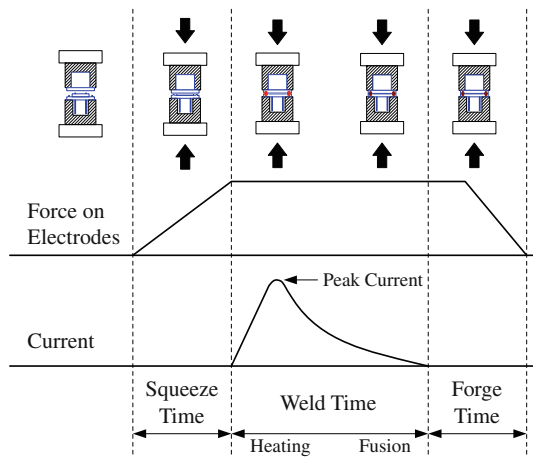 Force on
Electrodes
Peak Current
Current
Squeeze
Time
Weld Time
Forge
Time
Heating
Fusion